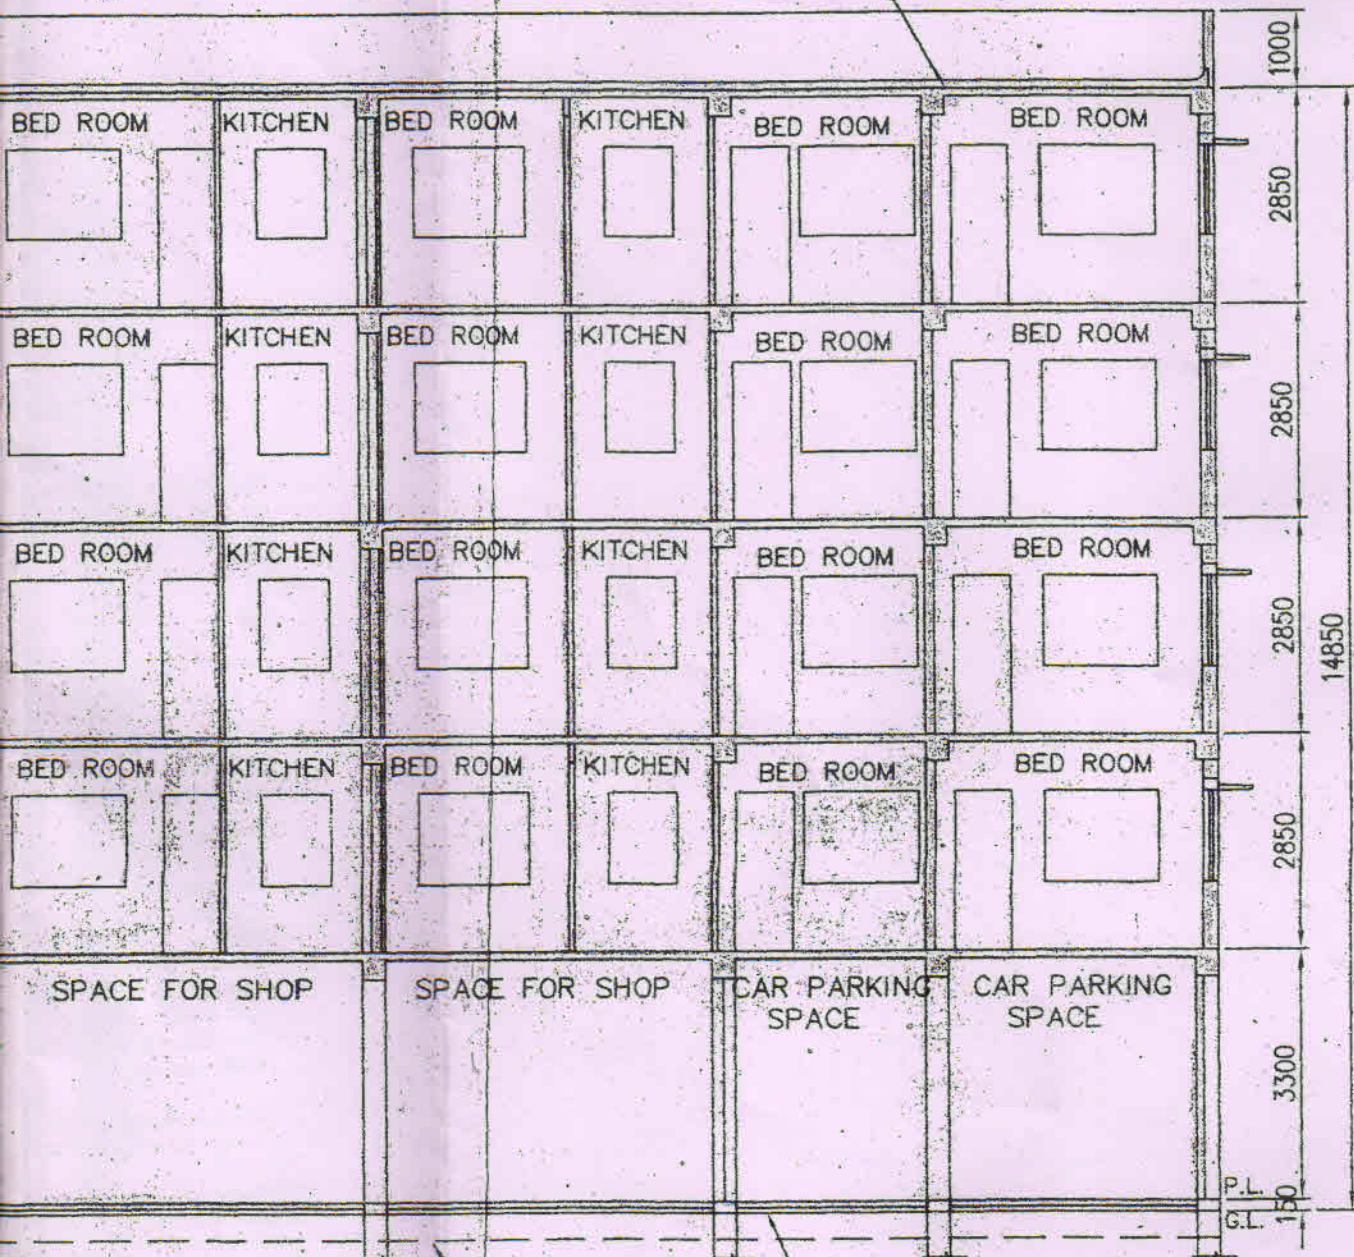 1000
BED ROOM KITCHEN BED ROOM KITCHEN BED ROOM BED ROOM
2850
BED ROOM KITCHEN BED ROOM KITCHEN BED ROOM BED ROOM
2850
BED ROOM KITCHEN BED ROOM KITCHEN BED ROOM BED ROOM
2850
14850
BED ROOM KITCHEN BED ROOM KITCHEN BED ROOM BED ROOM
2850
SPACE FOR SHOP SPACE FOR SHOP CAR PARKING SPACE CAR PARKING SPACE
3300
P.L.
150
G.L.